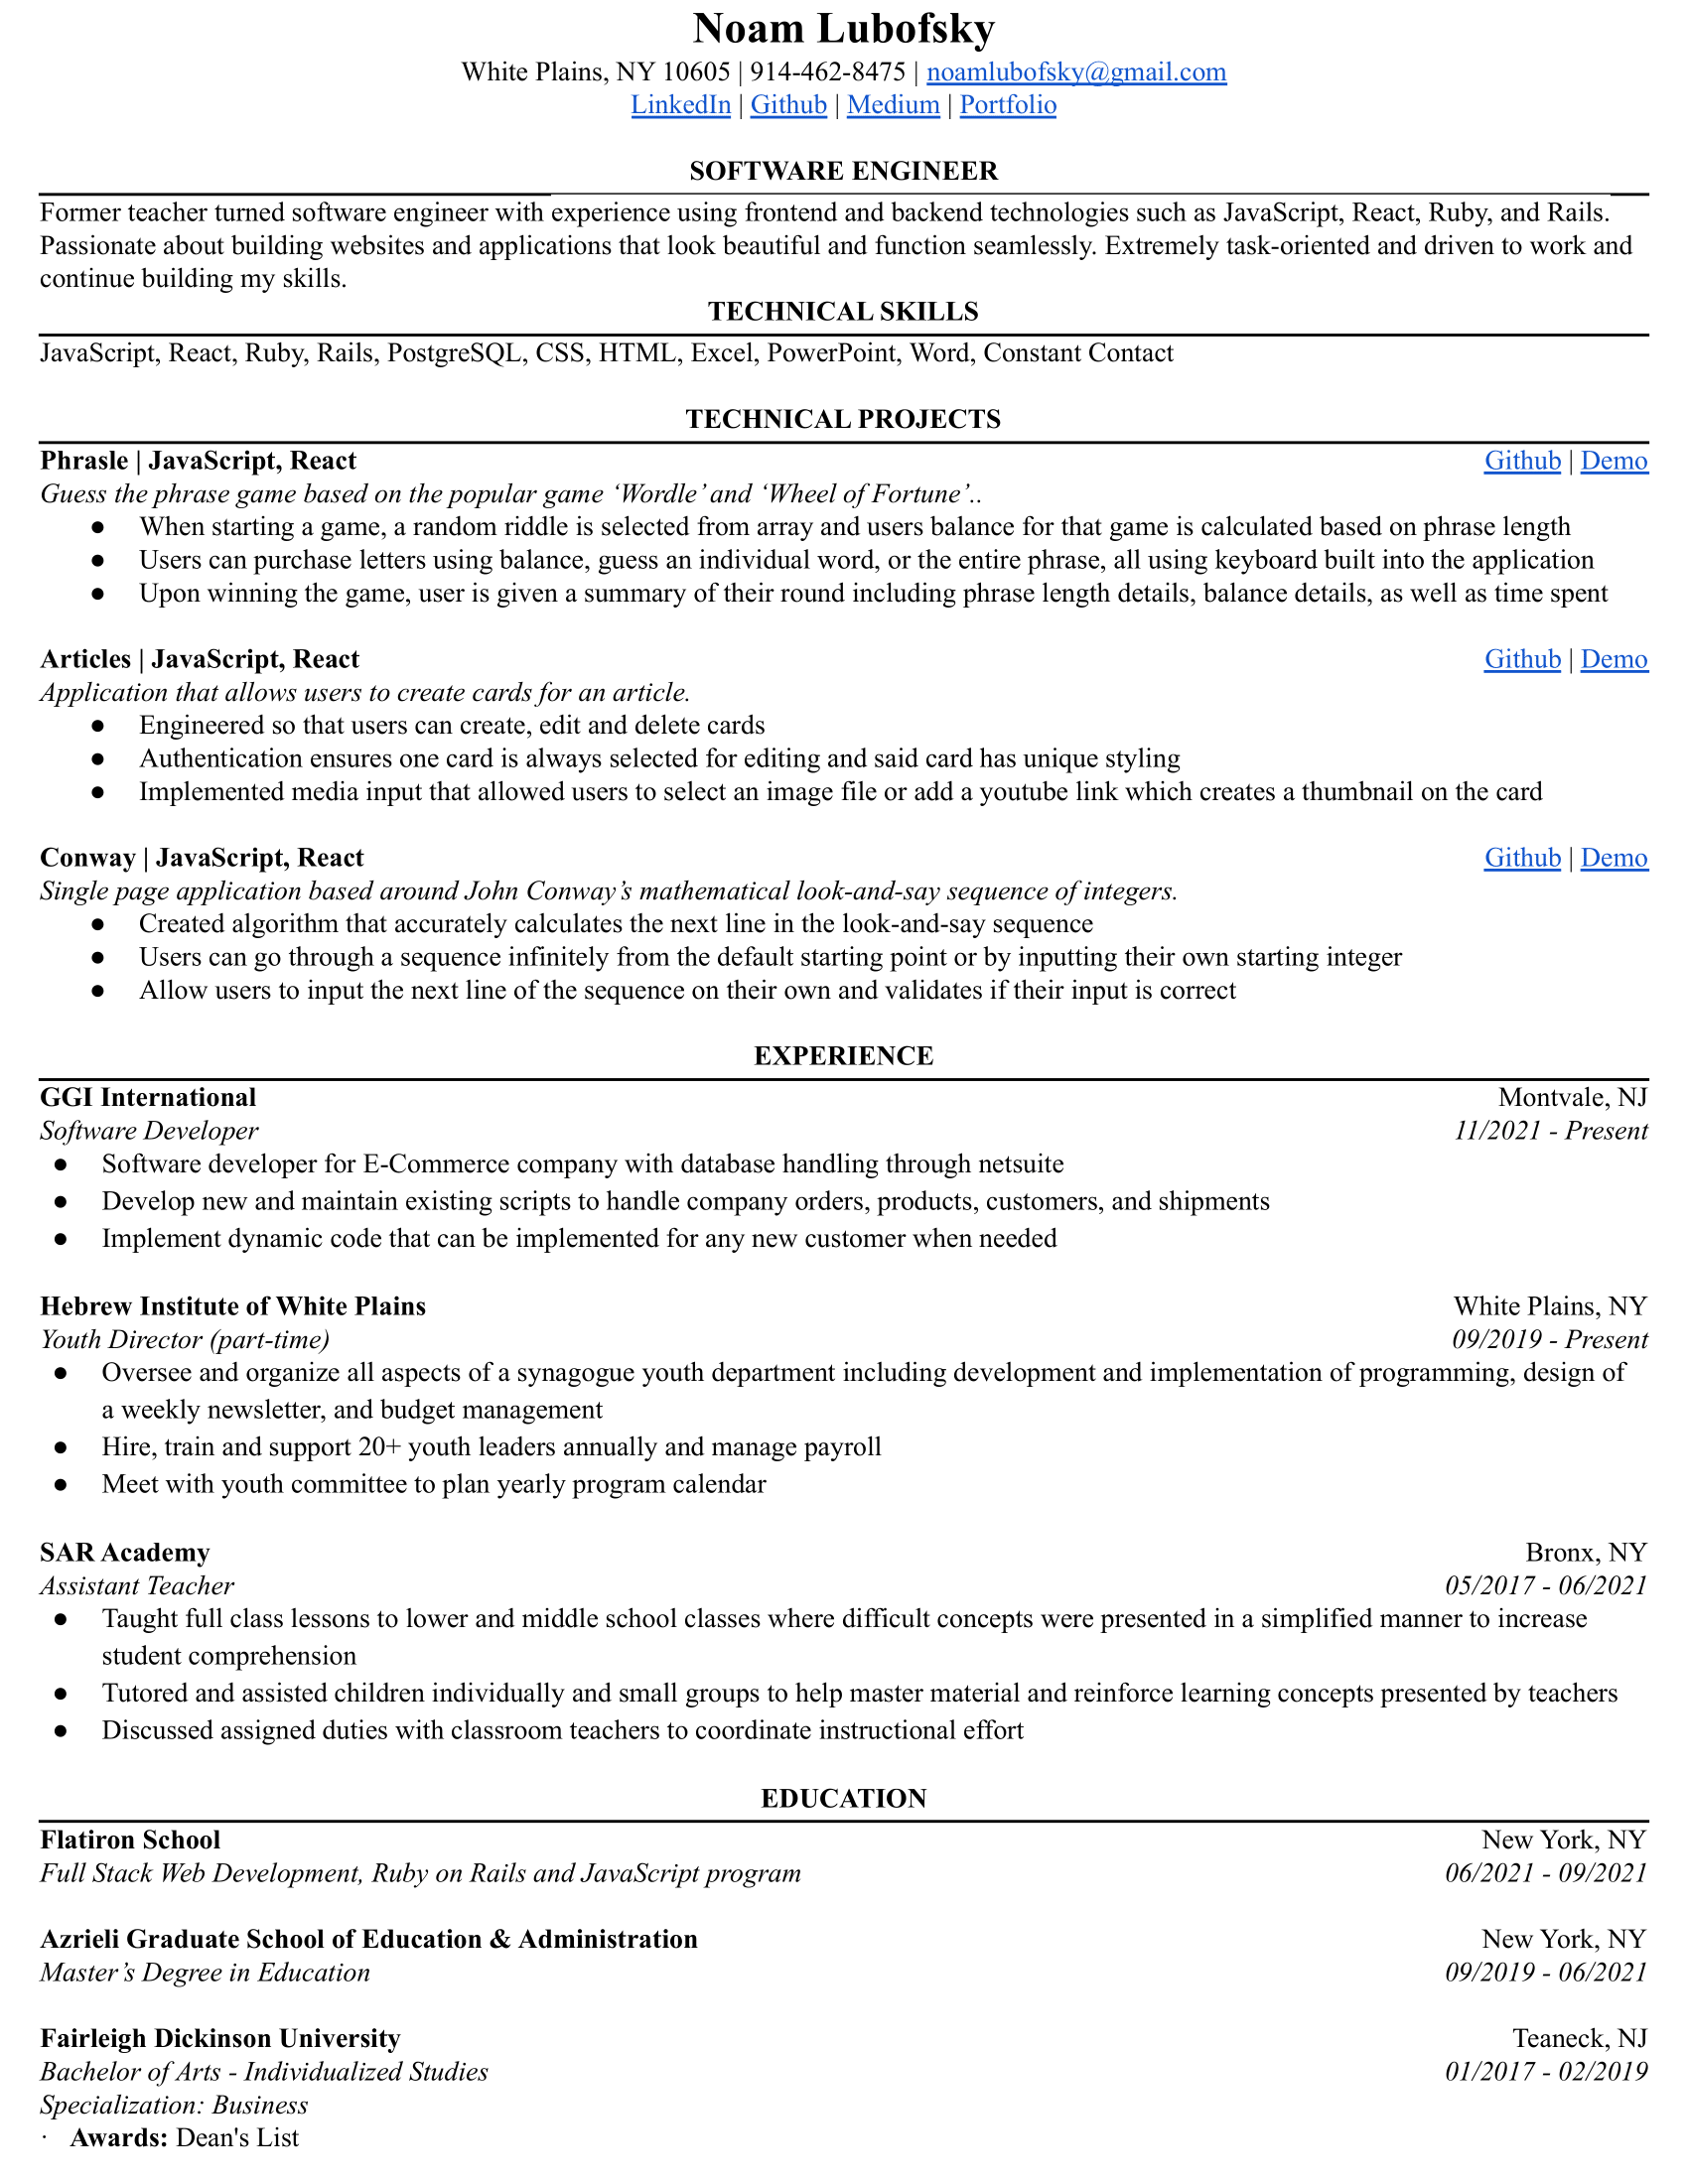 Noam Lubofsky
White Plains, NY 10605 | 914-462-8475 | noamlubofsky@gmail.com
LinkedIn | Github | Medium | Portfolio
SOFTWARE ENGINEER
Former teacher turned software engineer with experience using frontend and backend technologies such as JavaScript, React, Ruby, and Rails.
Passionate about building websites and applications that look beautiful and function seamlessly. Extremely task-oriented and driven to work and
continue building my skills.
TECHNICAL SKILLS
JavaScript, React, Ruby, Rails, PostgreSQL, CSS, HTML, Excel, PowerPoint, Word, Constant Contact
TECHNICAL PROJECTS
Phrasle | JavaScript, React Github | Demo
Guess the phrase game based on the popular game ‘Wordle’ and ‘Wheel of Fortune’..
● When starting a game, a random riddle is selected from array and users balance for that game is calculated based on phrase length
● Users can purchase letters using balance, guess an individual word, or the entire phrase, all using keyboard built into the application
● Upon winning the game, user is given a summary of their round including phrase length details, balance details, as well as time spent
Articles | JavaScript, React Github | Demo
Application that allows users to create cards for an article.
● Engineered so that users can create, edit and delete cards
● Authentication ensures one card is always selected for editing and said card has unique styling
● Implemented media input that allowed users to select an image file or add a youtube link which creates a thumbnail on the card
Conway | JavaScript, React Github | Demo
Single page application based around John Conway’s mathematical look-and-say sequence of integers.
● Created algorithm that accurately calculates the next line in the look-and-say sequence
● Users can go through a sequence infinitely from the default starting point or by inputting their own starting integer
● Allow users to input the next line of the sequence on their own and validates if their input is correct
EXPERIENCE
GGI International Montvale, NJ
Software Developer 11/2021 - Present
● Software developer for E-Commerce company with database handling through netsuite
● Develop new and maintain existing scripts to handle company orders, products, customers, and shipments
● Implement dynamic code that can be implemented for any new customer when needed
Hebrew Institute of White Plains White Plains, NY
Youth Director (part-time) 09/2019 - Present
● Oversee and organize all aspects of a synagogue youth department including development and implementation of programming, design of
a weekly newsletter, and budget management
● Hire, train and support 20+ youth leaders annually and manage payroll
● Meet with youth committee to plan yearly program calendar
SAR Academy Bronx, NY
Assistant Teacher 05/2017 - 06/2021
● Taught full class lessons to lower and middle school classes where difficult concepts were presented in a simplified manner to increase
student comprehension
● Tutored and assisted children individually and small groups to help master material and reinforce learning concepts presented by teachers
● Discussed assigned duties with classroom teachers to coordinate instructional effort
EDUCATION
Flatiron School New York, NY
Full Stack Web Development, Ruby on Rails and JavaScript program 06/2021 - 09/2021
Azrieli Graduate School of Education & Administration New York, NY
Master’s Degree in Education 09/2019 - 06/2021
Fairleigh Dickinson University Teaneck, NJ
Bachelor of Arts - Individualized Studies 01/2017 - 02/2019
Specialization: Business
· Awards: Dean's List